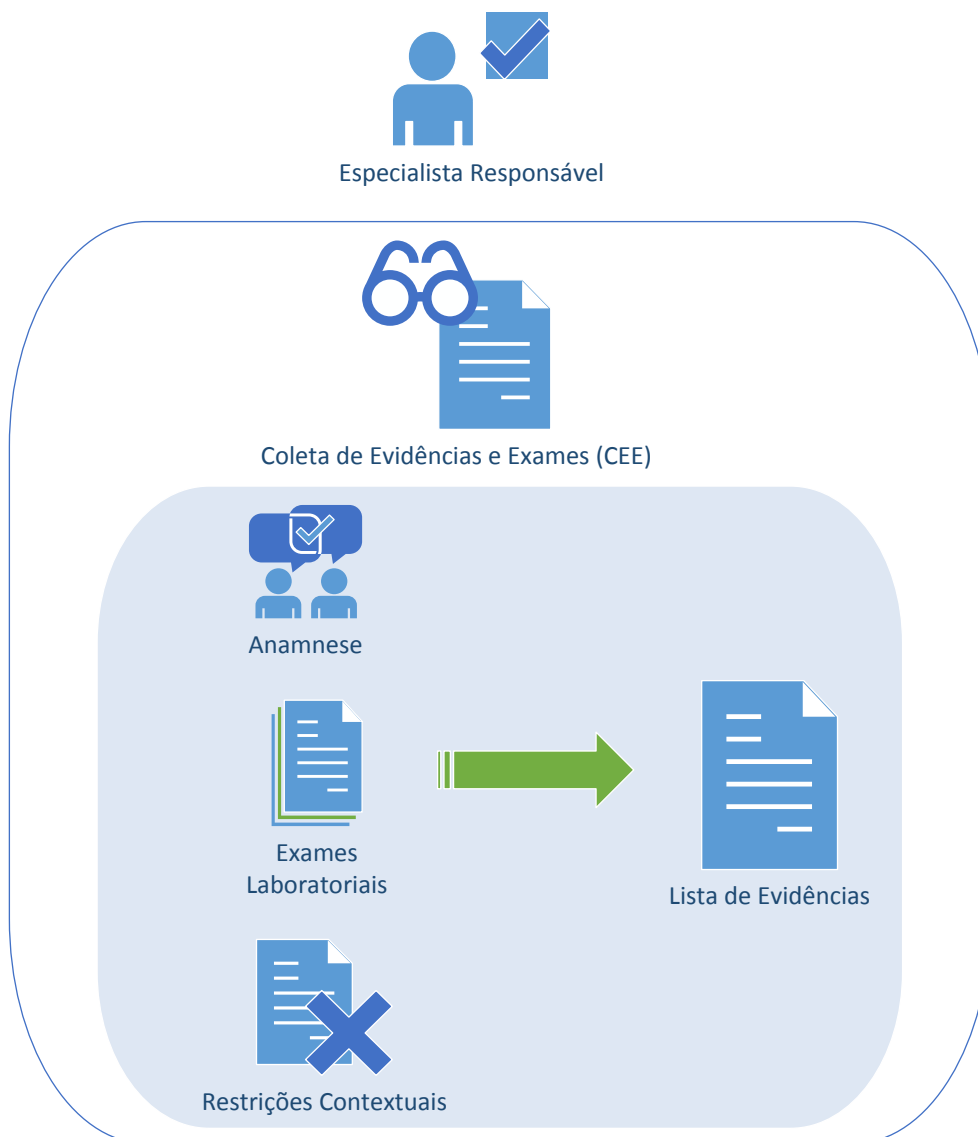 Especialista Responsável
Coleta de Evidências e Exames (CEE)
Anamnese
Exames
Laboratoriais
Lista de Evidências
Restrições Contextuais